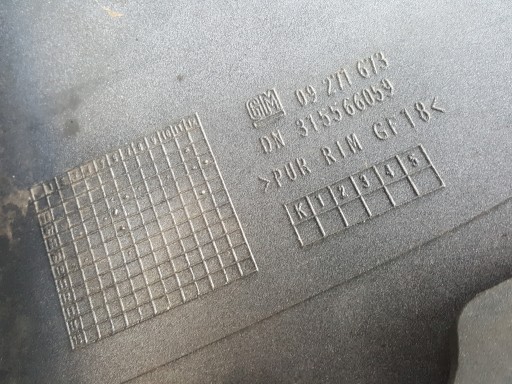 GM 09 271 673
DN 315566059
>PUR RIM GF18<
K 1 2 3 4 5